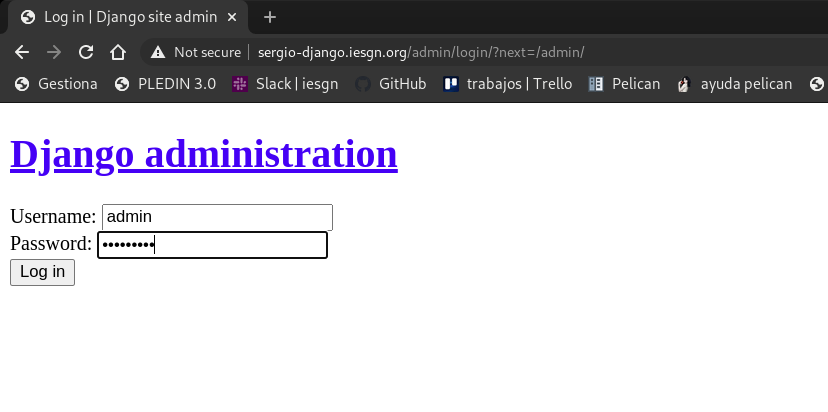 Log in | Django site admin
Not secure | sergio-django.iesgn.org/admin/login/?next=/admin/
Gestiona PLEDIN 3.0 Slack | iesgn GitHub trabajos | Trello Pelican ayuda pelican
Django administration
Username: admin
Password: •••••••••
Log in